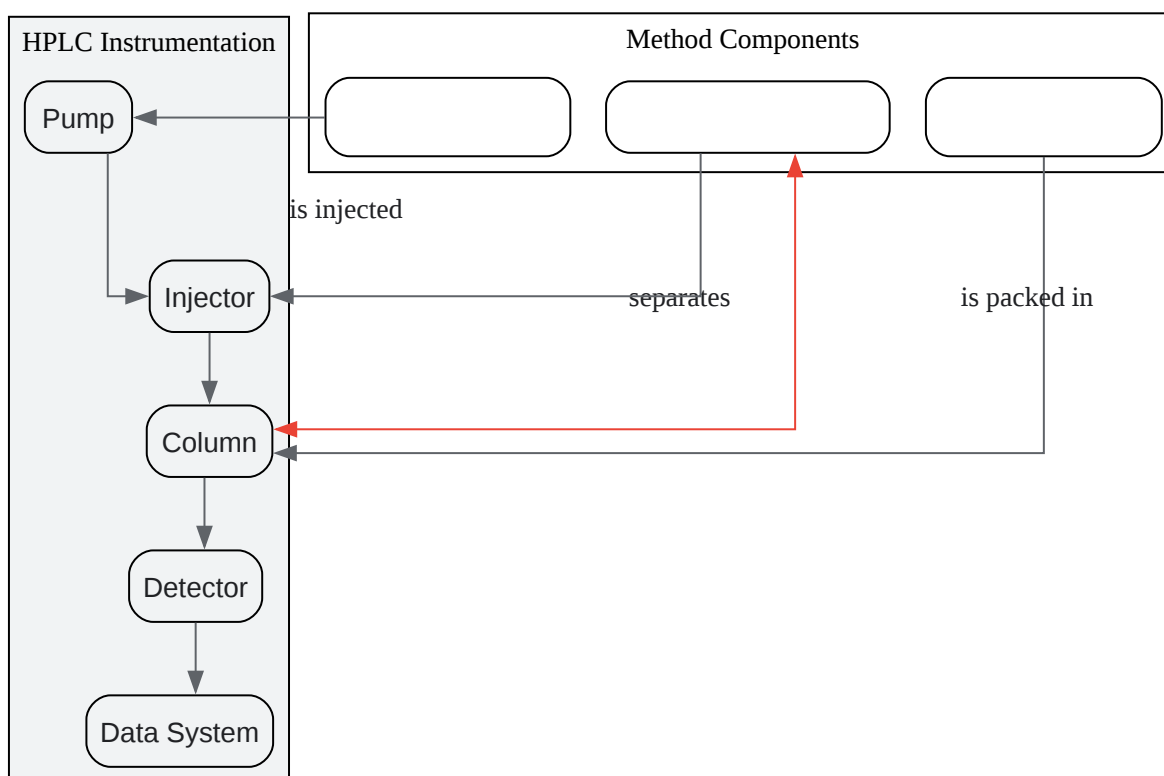 HPLC Instrumentation
Method Components
Pump
is injected
Injector
separates
is packed in
Column
Detector
Data System